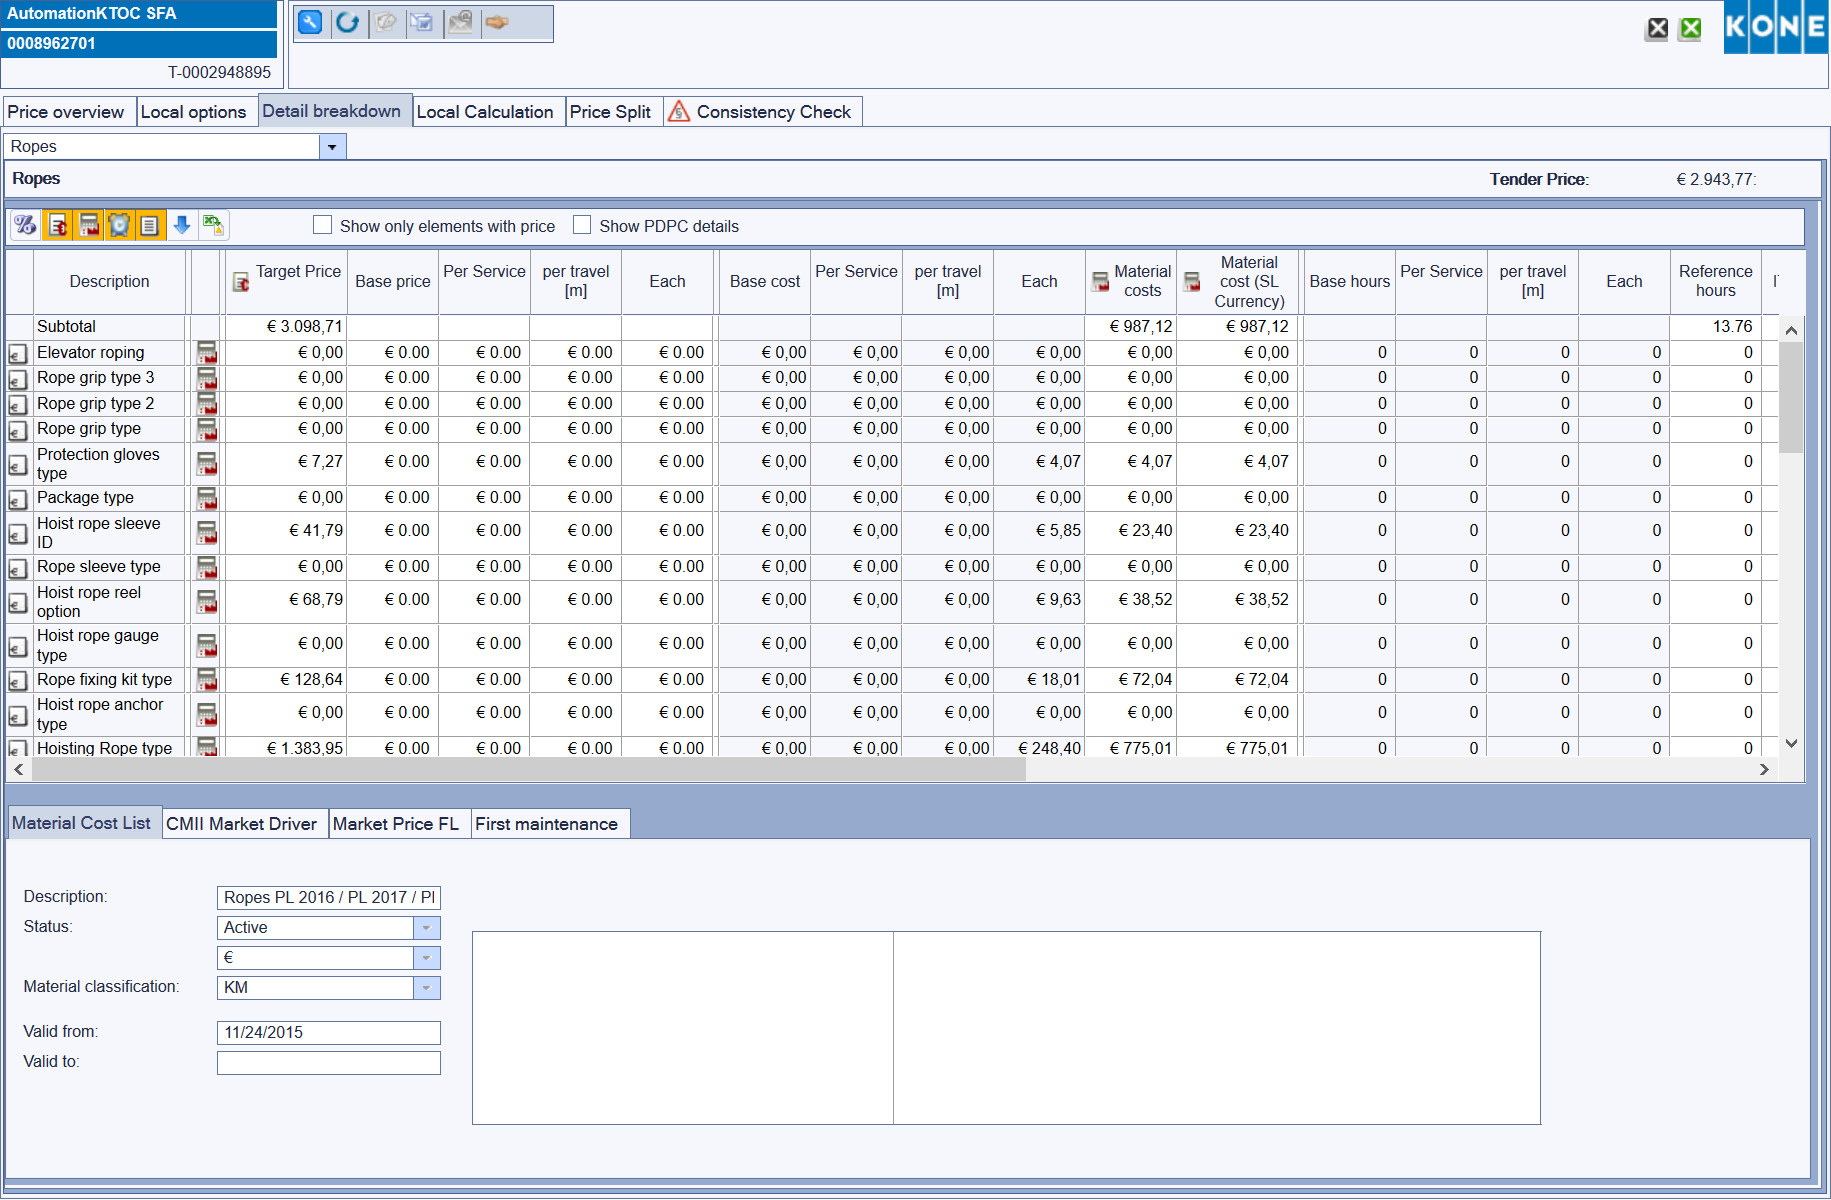 AutomationKTOC SFA
0008962701
T-0002948895
KONE
Price overview Local options Detail breakdown Local Calculation Price Split Consistency Check
Ropes
Ropes Tender Price: € 2.943,77:
Show only elements with price Show PDPC details
Description Target Price Base price Per Service per travel [m] Each Base cost Per Service per travel [m] Each Material costs Material cost (SL Currency) Base hours Per Service per travel [m] Each Reference hours
Subtotal € 3.098,71 € 987,12 € 987,12 13.76
Elevator roping € 0,00 € 0.00 € 0.00 € 0.00 € 0.00 € 0,00 € 0,00 € 0,00 € 0,00 € 0,00 € 0,00 0 0 0 0 0
Rope grip type 3 € 0,00 € 0.00 € 0.00 € 0.00 € 0.00 € 0,00 € 0,00 € 0,00 € 0,00 € 0,00 € 0,00 0 0 0 0 0
Rope grip type 2 € 0,00 € 0.00 € 0.00 € 0.00 € 0.00 € 0,00 € 0,00 € 0,00 € 0,00 € 0,00 € 0,00 0 0 0 0 0
Rope grip type € 0,00 € 0.00 € 0.00 € 0.00 € 0.00 € 0,00 € 0,00 € 0,00 € 0,00 € 0,00 € 0,00 0 0 0 0 0
Protection gloves type € 7,27 € 0.00 € 0.00 € 0.00 € 0.00 € 0,00 € 0,00 € 0,00 € 4,07 € 4,07 € 4,07 0 0 0 0 0
Package type € 0,00 € 0.00 € 0.00 € 0.00 € 0.00 € 0,00 € 0,00 € 0,00 € 0,00 € 0,00 € 0,00 0 0 0 0 0
Hoist rope sleeve ID € 41,79 € 0.00 € 0.00 € 0.00 € 0.00 € 0,00 € 0,00 € 0,00 € 5,85 € 23,40 € 23,40 0 0 0 0 0
Rope sleeve type € 0,00 € 0.00 € 0.00 € 0.00 € 0.00 € 0,00 € 0,00 € 0,00 € 0,00 € 0,00 € 0,00 0 0 0 0 0
Hoist rope reel option € 68,79 € 0.00 € 0.00 € 0.00 € 0.00 € 0,00 € 0,00 € 0,00 € 9,63 € 38,52 € 38,52 0 0 0 0 0
Hoist rope gauge type € 0,00 € 0.00 € 0.00 € 0.00 € 0.00 € 0,00 € 0,00 € 0,00 € 0,00 € 0,00 € 0,00 0 0 0 0 0
Rope fixing kit type € 128,64 € 0.00 € 0.00 € 0.00 € 0.00 € 0,00 € 0,00 € 0,00 € 18,01 € 72,04 € 72,04 0 0 0 0 0
Hoist rope anchor type € 0,00 € 0.00 € 0.00 € 0.00 € 0.00 € 0,00 € 0,00 € 0,00 € 0,00 € 0,00 € 0,00 0 0 0 0 0
Hoisting Rope type € 1.383,95 € 0.00 € 0.00 € 0.00 € 0.00 € 0,00 € 0,00 € 0,00 € 248,40 € 775,01 € 775,01 0 0 0 0 0
Material Cost List CMII Market Driver Market Price FL First maintenance
Description: Ropes PL 2016 / PL 2017 / Pl
Status: Active
€
Material classification: KM
Valid from: 11/24/2015
Valid to: